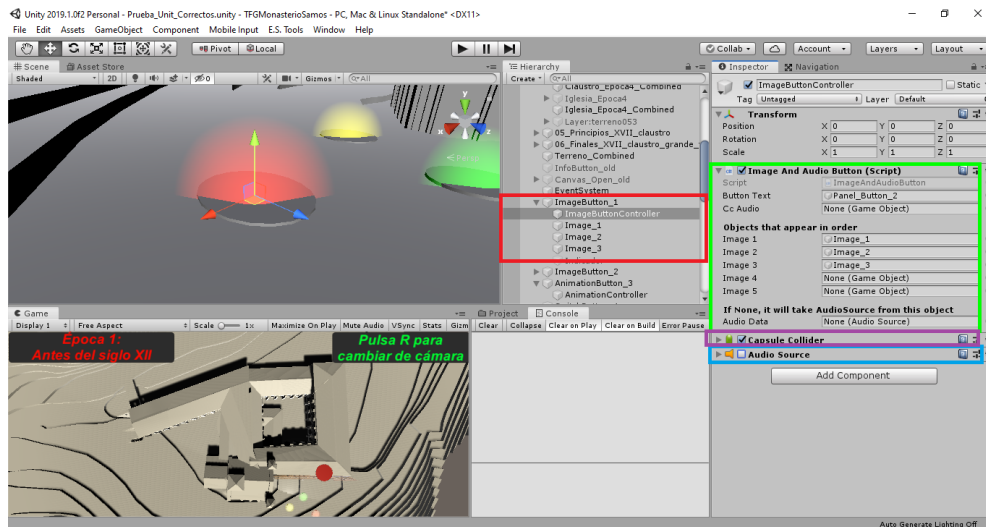 Unity 2019.1.0f2 Personal - Prueba_Unit_Correctos.unity - TFGMonasterioSamos - PC, Mac & Linux Standalone* <DX11>
File Edit Assets GameObject Component Mobile Input E.S. Tools Window Help
Pivot Local Collab Account Layers Layout
Scene Asset Store
Shaded 2D 0 Gizmos All
y
x
Persp
Hierarchy
Create All
Claustro_Epoca4_Combined
Iglesia_Epoca4
Iglesia_Epoca4_Combined
Layer:terreno053
05_Principios_XVII_claustro
06_Finales_XVII_claustro_grande_
Terreno_Combined
InfoButton_old
Canvas_Open_old
EventSystem
ImageButton_1
ImageButtonController
Image_1
Image_2
Image_3
ImageButton_2
AnimationButton_3
AnimationController
Inspector Navigation
ImageButtonController Static
Tag Untagged Layer Default
Transform
Position X 0 Y 0 Z 0
Rotation X 0 Y 0 Z 0
Scale X 1 Y 1 Z 1
Image And Audio Button (Script)
Script ImageAndAudioButton
Button Text Panel_Button_2
Cc Audio None (Game Object)
Objects that appear in order
Image 1 Image_1
Image 2 Image_2
Image 3 Image_3
Image 4 None (Game Object)
Image 5 None (Game Object)
If None, it will take AudioSource from this object
Audio Data None (Audio Source)
Capsule Collider
Audio Source
Add Component
Game
Display 1 Free Aspect Scale 1x Maximize On Play Mute Audio VSync Stats Gizm
Época 1:
Antes del siglo XII
Pulsa R para
cambiar de cámara
Project Console
Clear Collapse Clear on Play Clear on Build Error Pause
Auto Generate Lighting Off